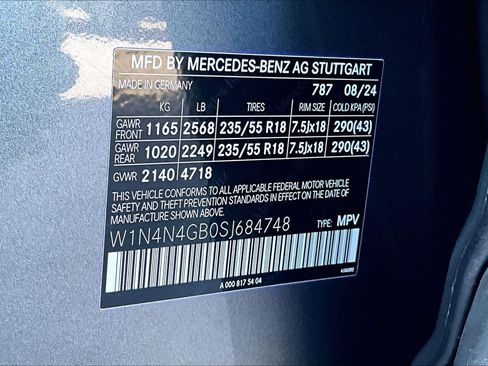 MFD BY MERCEDES-BENZ AG STUTTGART
MADE IN GERMANY 787 08/24
KG LB TIRES RIM SIZE COLD KPA(PSI)
GAWR FRONT 1165 2568 235/55 R18 7.5Jx18 290(43)
GAWR REAR 1020 2249 235/55 R18 7.5Jx18 290(43)
GVWR 2140 4718
THIS VEHICLE CONFORMS TO ALL APPLICABLE FEDERAL MOTOR VEHICLE
SAFETY STANDARDS AND THEFT PREVENTION STANDARDS IN EFFECT ON THE DATE OF
MANUFACTURE SHOWN ABOVE.
W1N4N4GB0SJ684748 TYPE: MPV
A 000 817 54 04